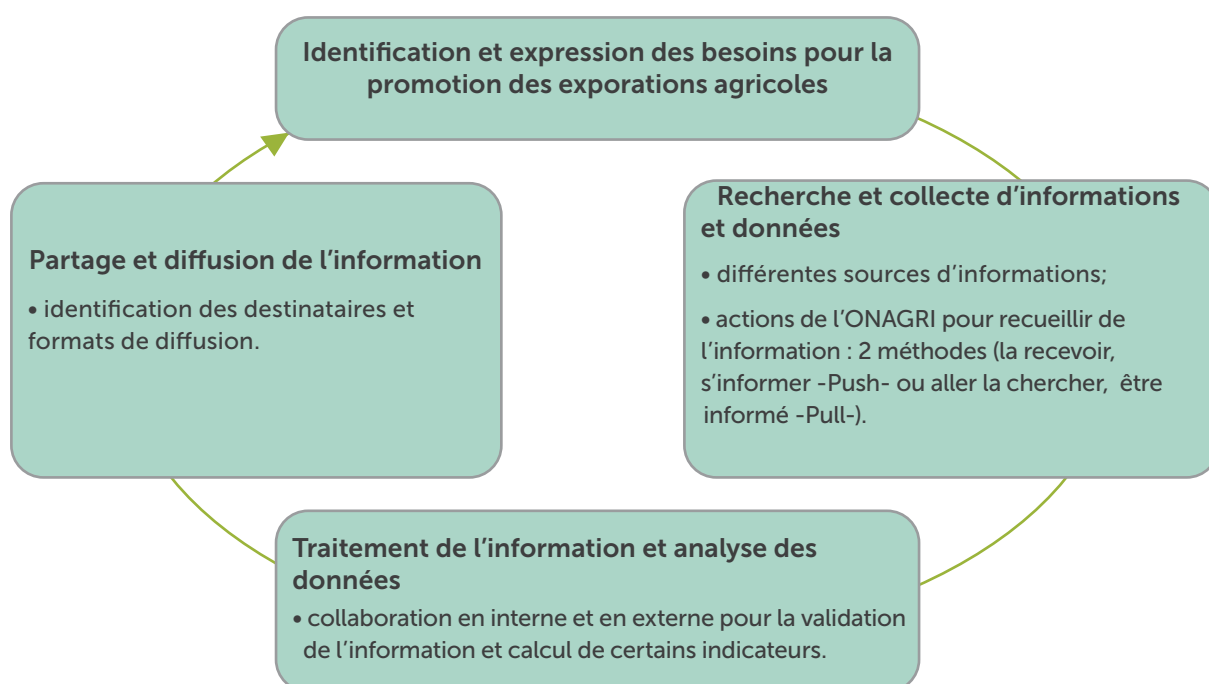 Identification et expression des besoins pour la
promotion des exporations agricoles
Recherche et collecte d'informations
et données
• différentes sources d'informations;
• actions de l'ONAGRI pour recueillir de
l'information : 2 méthodes (la recevoir,
s'informer -Push- ou aller la chercher, être
informé -Pull-).
Traitement de l'information et analyse des
données
• collaboration en interne et en externe pour la validation
de l'information et calcul de certains indicateurs.
Partage et diffusion de l'information
• identification des destinataires et
formats de diffusion.